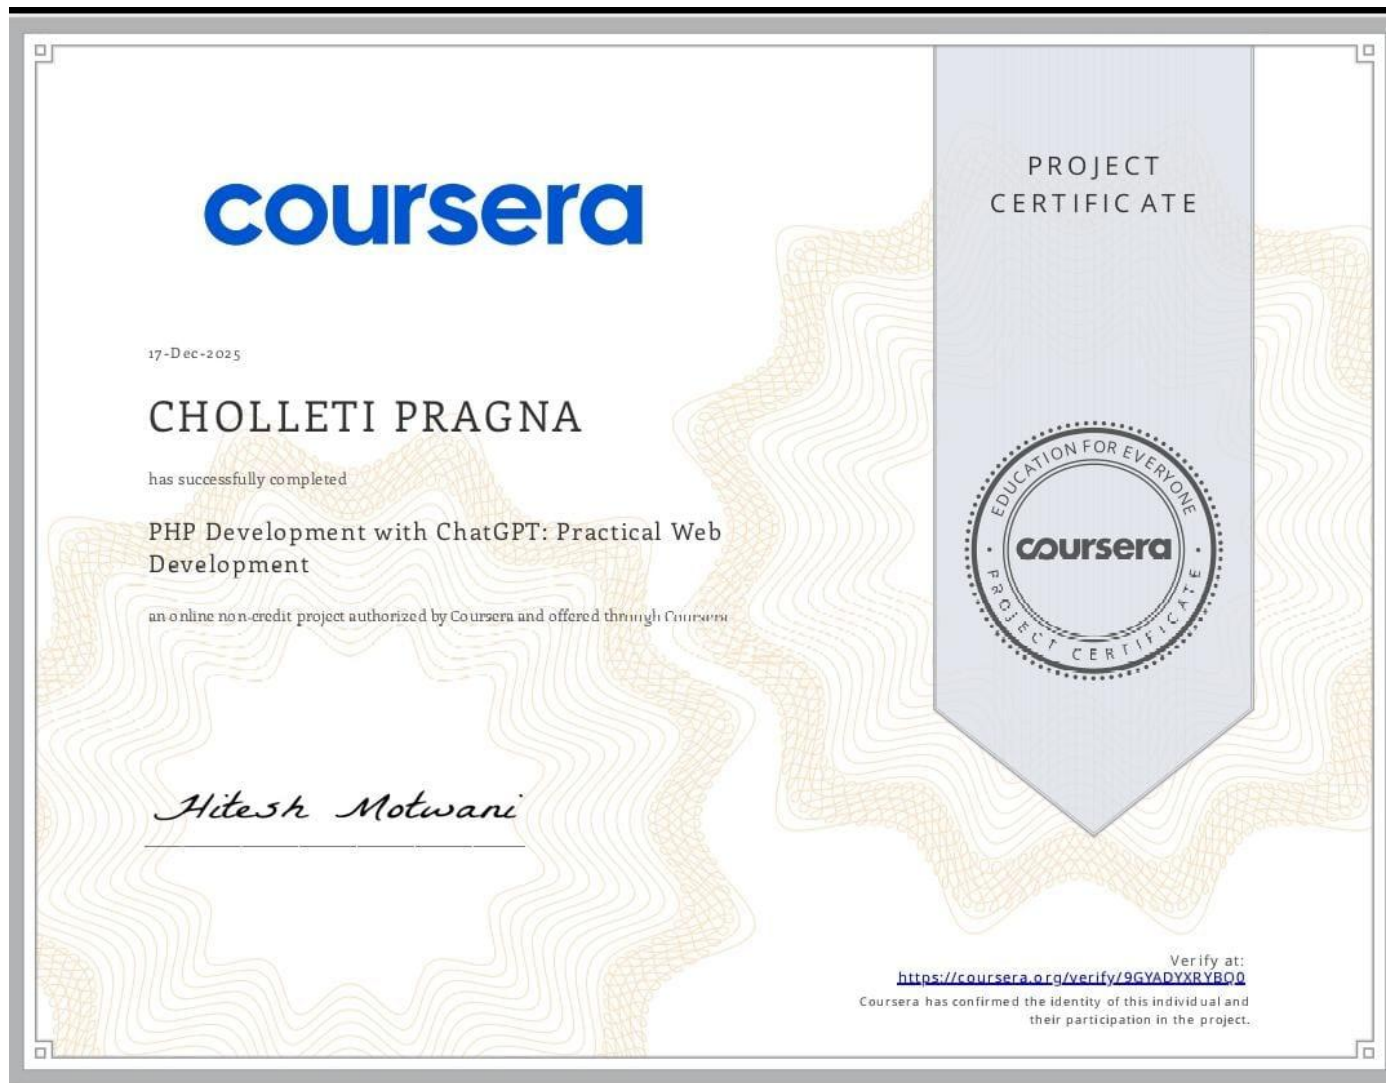 coursera
PROJECT
CERTIFICATE
17-Dec-2025
CHOLLETI PRAGNA
has successfully completed
PHP Development with ChatGPT: Practical Web
Development
an online non-credit project authorized by Coursera and offered through Coursera
EDUCATION FOR EVERYONE
coursera
PROJECT CERTIFICATE
Hitesh Motwani
Verify at:
https://coursera.org/verify/9GYADYXRYBQ0
Coursera has confirmed the identity of this individual and
their participation in the project.